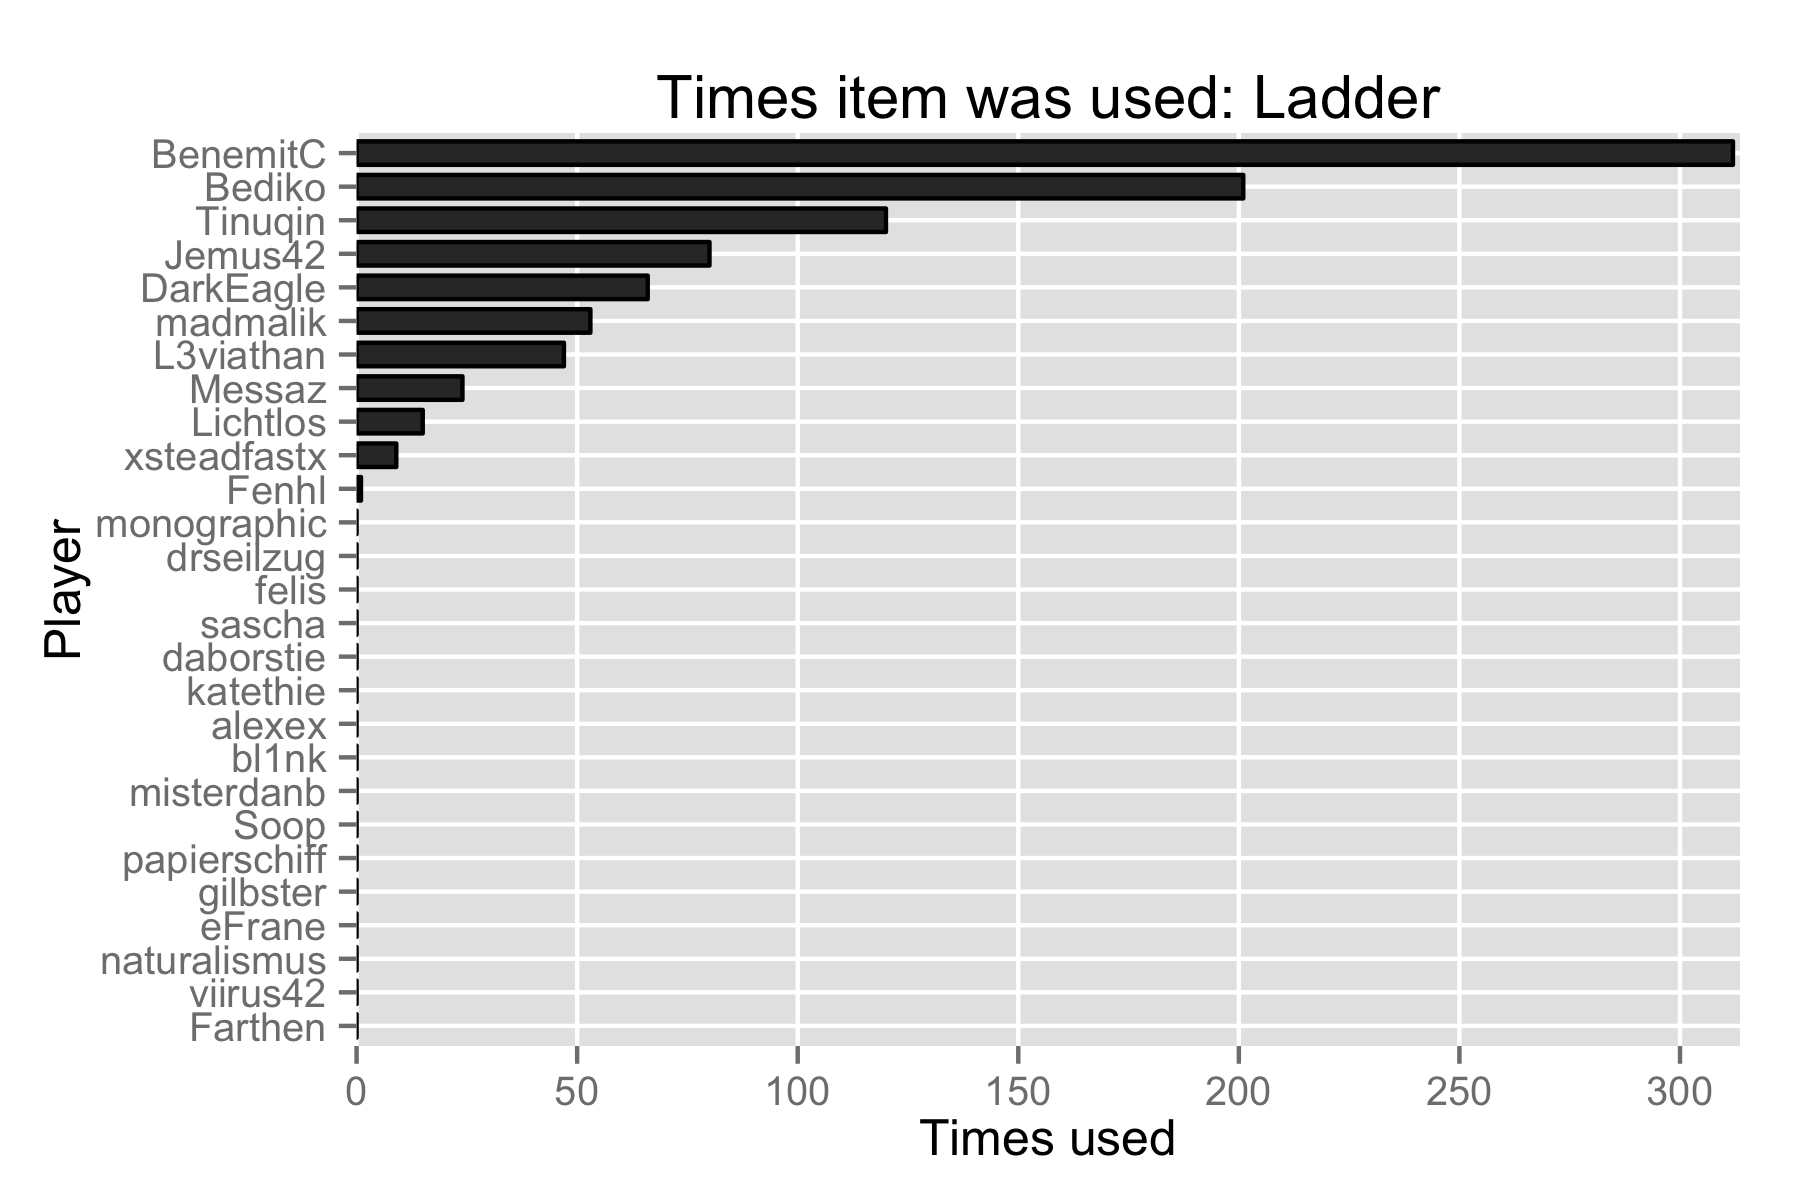 Times item was used: Ladder
BenemitC
Bediko
Tinuqin
Jemus42
DarkEagle
madmalik
L3viathan
Messaz
Lichtlos
xsteadfastx
Fenhl
monographic
drseilzug
felis
sascha
daborstie
katethie
alexex
bl1nk
misterdanb
Soop
papierschiff
gilbster
eFrane
naturalismus
viirus42
Farthen
Player
0 50 100 150 200 250 300
Times used